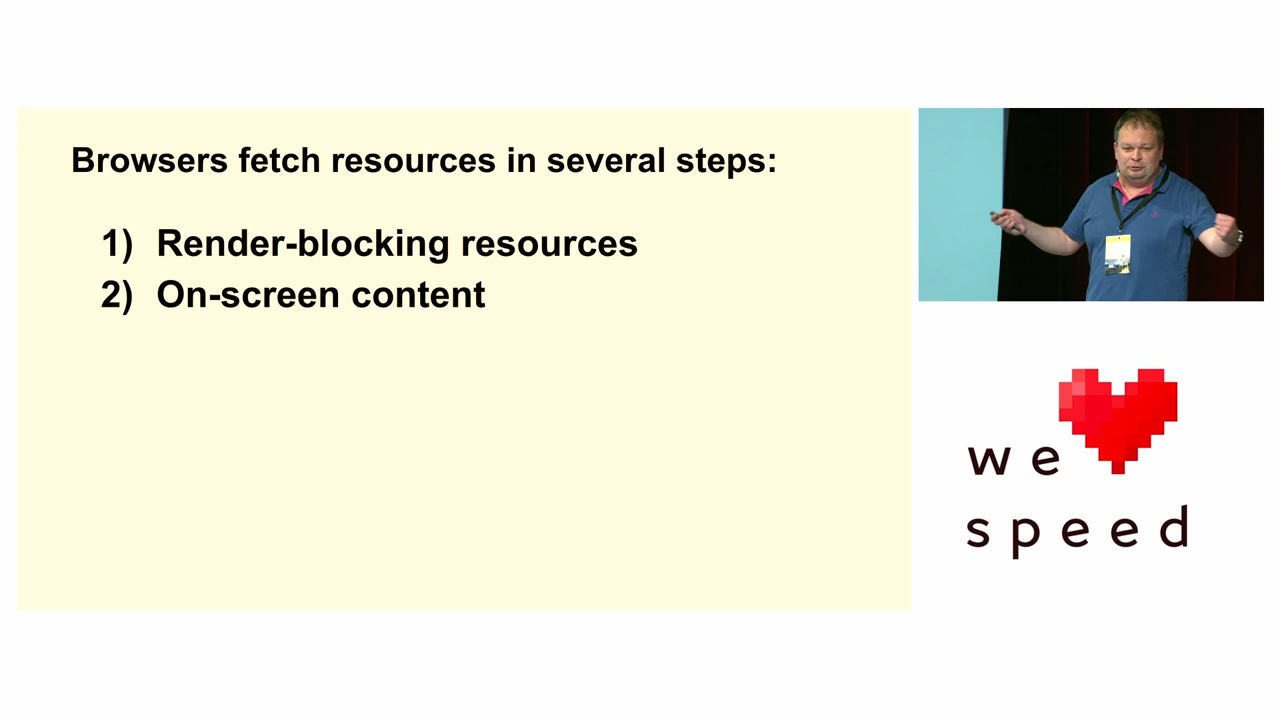 Browsers fetch resources in several steps:
1) Render-blocking resources
2) On-screen content
we
speed